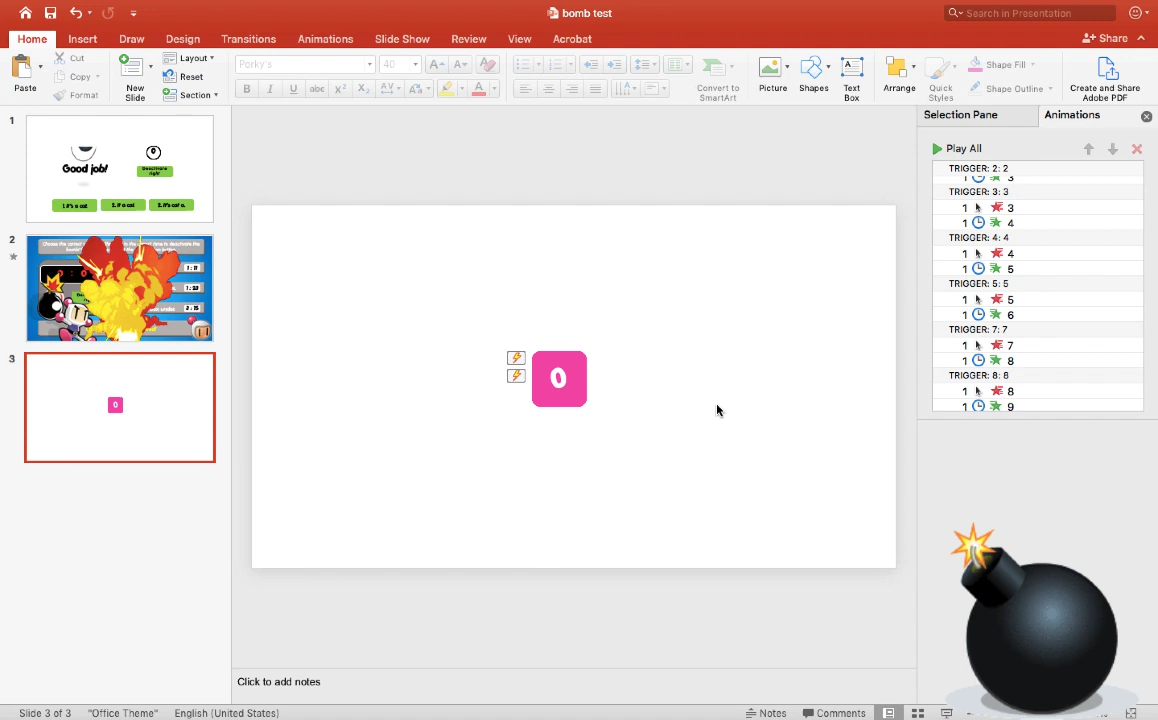 bomb test
Search in Presentation
Home Insert Draw Design Transitions Animations Slide Show Review View Acrobat
Share
Paste
Cut
Copy
Format
New Slide
Layout
Reset
Section
Porky's
40
Convert to SmartArt
Picture
Shapes
Text Box
Arrange
Quick Styles
Shape Fill
Shape Outline
Create and Share Adobe PDF
1
Good job!
0
Deactivate right
2
3
0
0
Selection Pane
Animations
Play All
TRIGGER: 2: 2
1 3
TRIGGER: 3: 3
1 3
1 4
TRIGGER: 4: 4
1 4
1 5
TRIGGER: 5: 5
1 5
1 6
TRIGGER: 7: 7
1 7
1 8
TRIGGER: 8: 8
1 8
1 9
Click to add notes
Slide 3 of 3
"Office Theme"
English (United States)
Notes
Comments